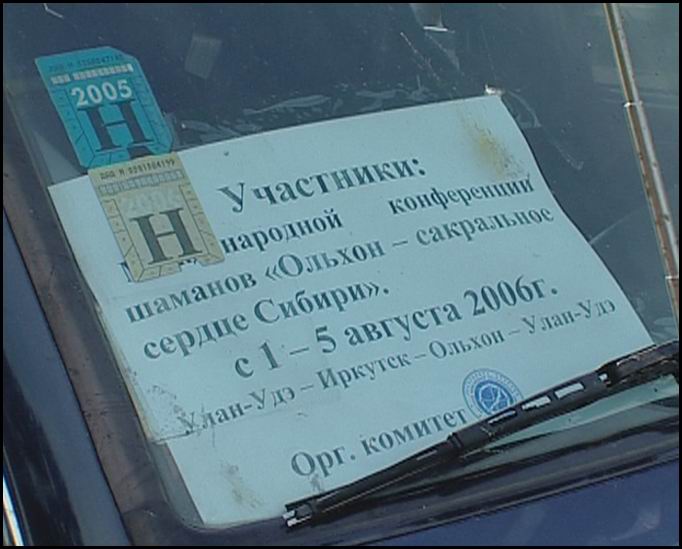 2005
Н
Н
Участники:
народной конференции
шаманов «Ольхон – сакральное
сердце Сибири».
с 1 – 5 августа 2006г.
Улан-Удэ – Иркутск – Ольхон – Улан-Удэ
Орг. комитет